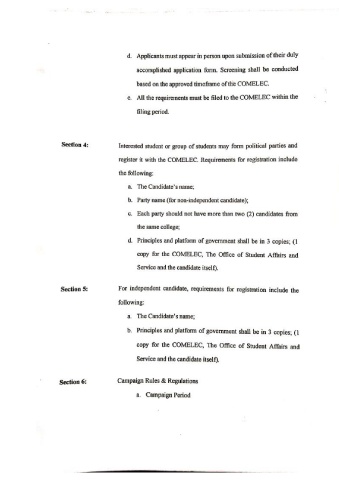 d. Applicants must appear in person upon submission of their duly
accomplished application form. Screening shall be conducted
based on the approved timeframe of the COMELEC.
e. All the requirements must be filed to the COMELEC within the
filing period.
Section 4: Interested student or group of students may form political parties and
register it with the COMELEC. Requirements for registration include
the following:
a. The Candidate's name;
b. Party name (for non-independent candidate);
c. Each party should not have more than two (2) candidates from
the same college;
d. Principles and platform of government shall be in 3 copies; (1
copy for the COMELEC, The Office of Student Affairs and
Service and the candidate itself).
Section 5: For independent candidate, requirements for registration include the
following:
a. The Candidate's name;
b. Principles and platform of government shall be in 3 copies; (1
copy for the COMELEC, The Office of Student Affairs and
Service and the candidate itself).
Section 6: Campaign Rules & Regulations
a. Campaign Period